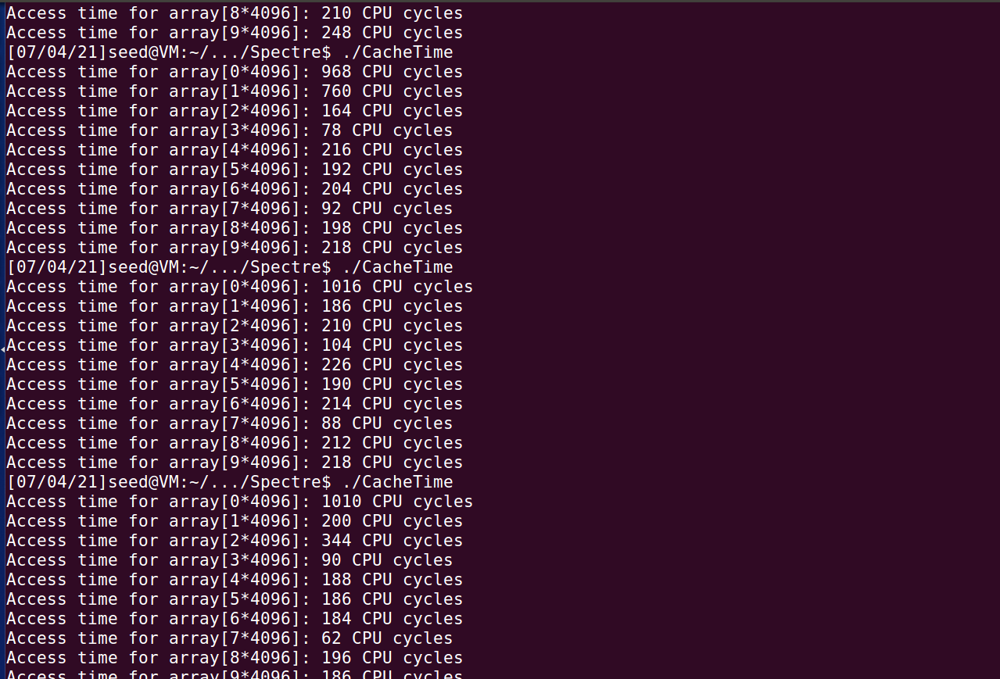 Access time for array[8*4096]: 210 CPU cycles
Access time for array[9*4096]: 248 CPU cycles
[07/04/21]seed@VM:~/.../Spectre$ ./CacheTime
Access time for array[0*4096]: 968 CPU cycles
Access time for array[1*4096]: 760 CPU cycles
Access time for array[2*4096]: 164 CPU cycles
Access time for array[3*4096]: 78 CPU cycles
Access time for array[4*4096]: 216 CPU cycles
Access time for array[5*4096]: 192 CPU cycles
Access time for array[6*4096]: 204 CPU cycles
Access time for array[7*4096]: 92 CPU cycles
Access time for array[8*4096]: 198 CPU cycles
Access time for array[9*4096]: 218 CPU cycles
[07/04/21]seed@VM:~/.../Spectre$ ./CacheTime
Access time for array[0*4096]: 1016 CPU cycles
Access time for array[1*4096]: 186 CPU cycles
Access time for array[2*4096]: 210 CPU cycles
Access time for array[3*4096]: 104 CPU cycles
Access time for array[4*4096]: 226 CPU cycles
Access time for array[5*4096]: 190 CPU cycles
Access time for array[6*4096]: 214 CPU cycles
Access time for array[7*4096]: 88 CPU cycles
Access time for array[8*4096]: 212 CPU cycles
Access time for array[9*4096]: 218 CPU cycles
[07/04/21]seed@VM:~/.../Spectre$ ./CacheTime
Access time for array[0*4096]: 1010 CPU cycles
Access time for array[1*4096]: 200 CPU cycles
Access time for array[2*4096]: 344 CPU cycles
Access time for array[3*4096]: 90 CPU cycles
Access time for array[4*4096]: 188 CPU cycles
Access time for array[5*4096]: 186 CPU cycles
Access time for array[6*4096]: 184 CPU cycles
Access time for array[7*4096]: 62 CPU cycles
Access time for array[8*4096]: 196 CPU cycles
Access time for array[9*4096]: 186 CPU cycles